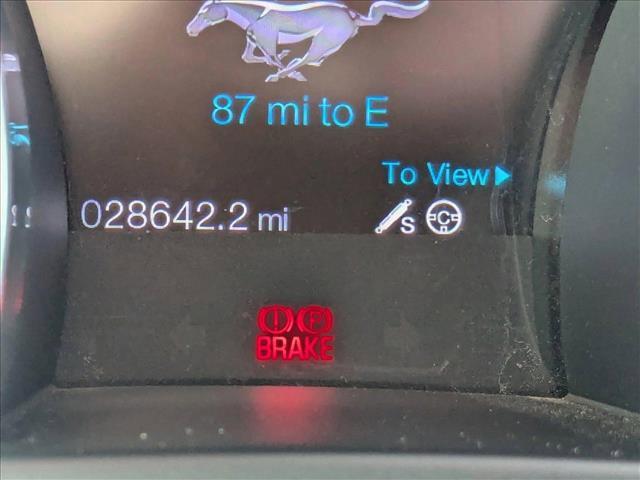 87 mi to E
To View
028642.2 mi
S C
! P
BRAKE